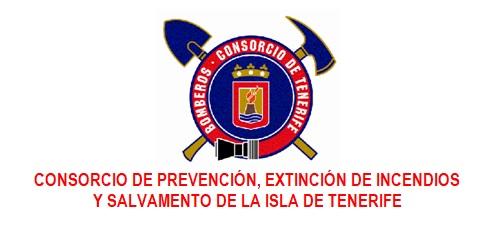 BOMBEROS · CONSORCIO DE TENERIFE
CONSORCIO DE PREVENCIÓN, EXTINCIÓN DE INCENDIOS
Y SALVAMENTO DE LA ISLA DE TENERIFE